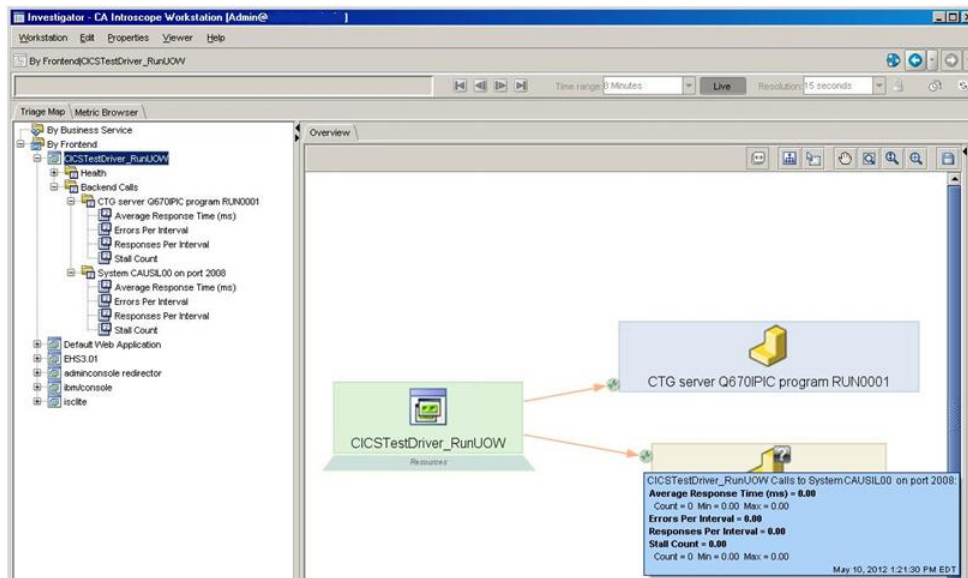 Investigator - CA Introscope Workstation [Admin@ ]
Workstation Edit Properties Viewer Help
By Frontend|CICSTestDriver_RunUOW
Time range: 8 Minutes Live Resolution: 15 seconds
Triage Map Metric Browser
By Business Service
By Frontend
CICSTestDriver_RunUOW
Health
Backend Calls
CTG server Q670IPIC program RUN0001
Average Response Time (ms)
Errors Per Interval
Responses Per Interval
Stall Count
System CAUSIL00 on port 2008
Average Response Time (ms)
Errors Per Interval
Responses Per Interval
Stall Count
Default Web Application
EHS3.01
adminconsole redirector
ibm/console
isclite
Overview
CTG server Q670IPIC program RUN0001
CICSTestDriver_RunUOW
Resources
CICSTestDriver_RunUOW Calls to System CAUSIL00 on port 2008:
Average Response Time (ms) = 0.00
Count = 0 Min = 0.00 Max = 0.00
Errors Per Interval = 0.00
Responses Per Interval = 0.00
Stall Count = 0.00
Count = 0 Min = 0.00 Max = 0.00
May 10, 2012 1:21:30 PM EDT